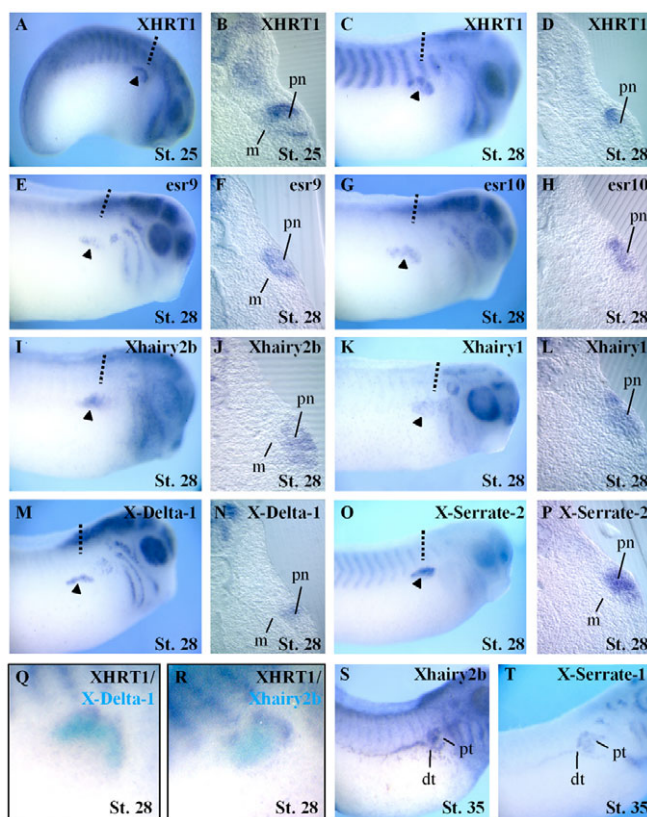 A XHRT1
St. 25
B XHRT1
pn
m
St. 25
C XHRT1
St. 28
D XHRT1
pn
St. 28
E esr9
St. 28
F esr9
pn
m
St. 28
G esr10
St. 28
H esr10
pn
St. 28
I Xhairy2b
St. 28
J Xhairy2b
pn
m
St. 28
K Xhairy1
St. 28
L Xhairy1
pn
St. 28
M X-Delta-1
St. 28
N X-Delta-1
pn
m
St. 28
O X-Serrate-2
St. 28
P X-Serrate-2
pn
m
St. 28
Q XHRT1/
X-Delta-1
St. 28
R XHRT1/
Xhairy2b
St. 28
S Xhairy2b
pt
dt
St. 35
T X-Serrate-1
pt
dt
St. 35